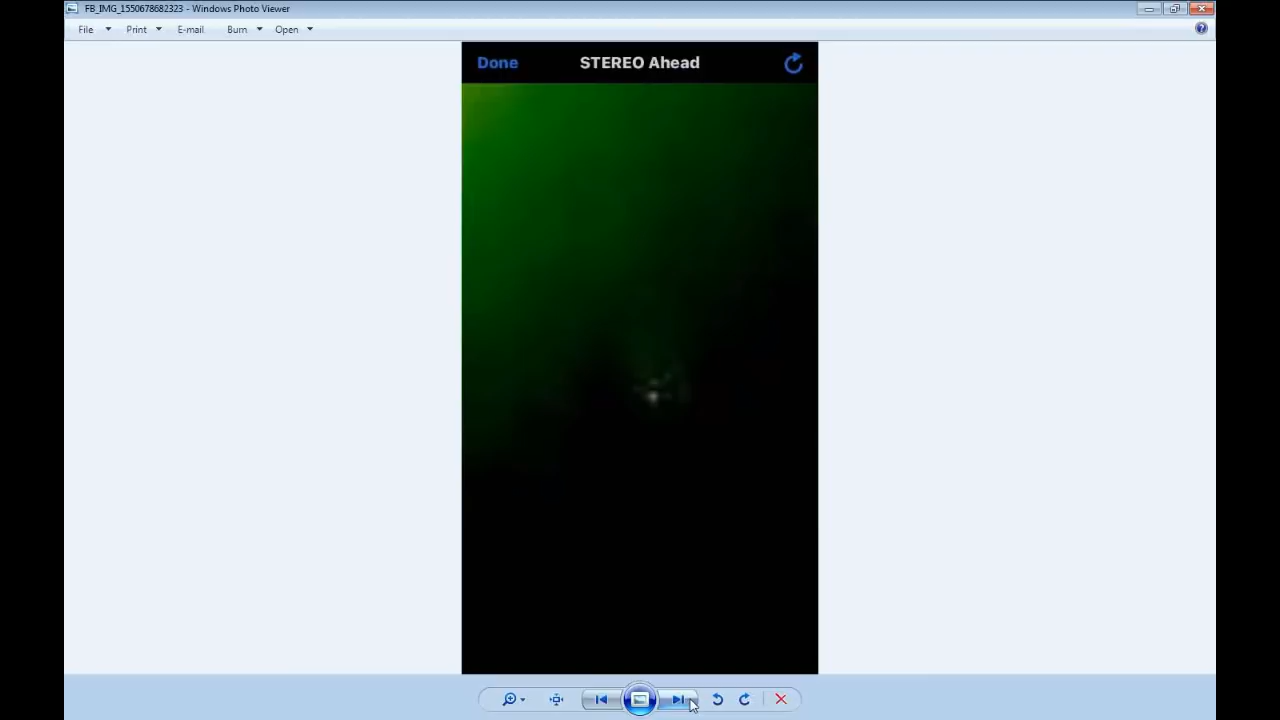 FB_IMG_1550678682323 - Windows Photo Viewer
File Print E-mail Burn Open
Done STEREO Ahead